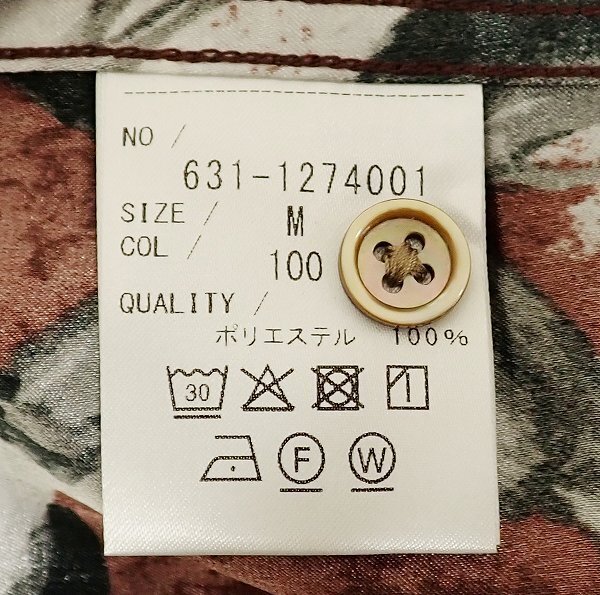 NO /
631-1274001
SIZE / M
COL / 100
QUALITY /
ポリエステル 100%
30
F W